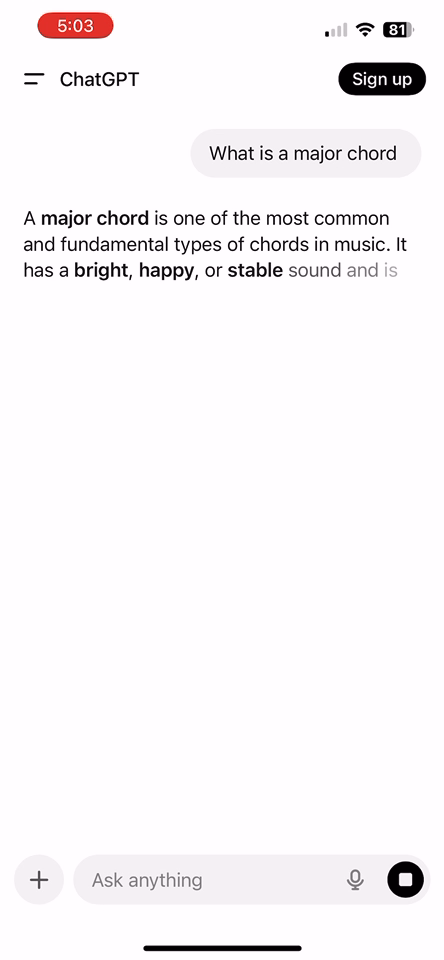 5:03
81
ChatGPT
Sign up
What is a major chord
A major chord is one of the most common
and fundamental types of chords in music. It
has a bright, happy, or stable sound and is
Ask anything